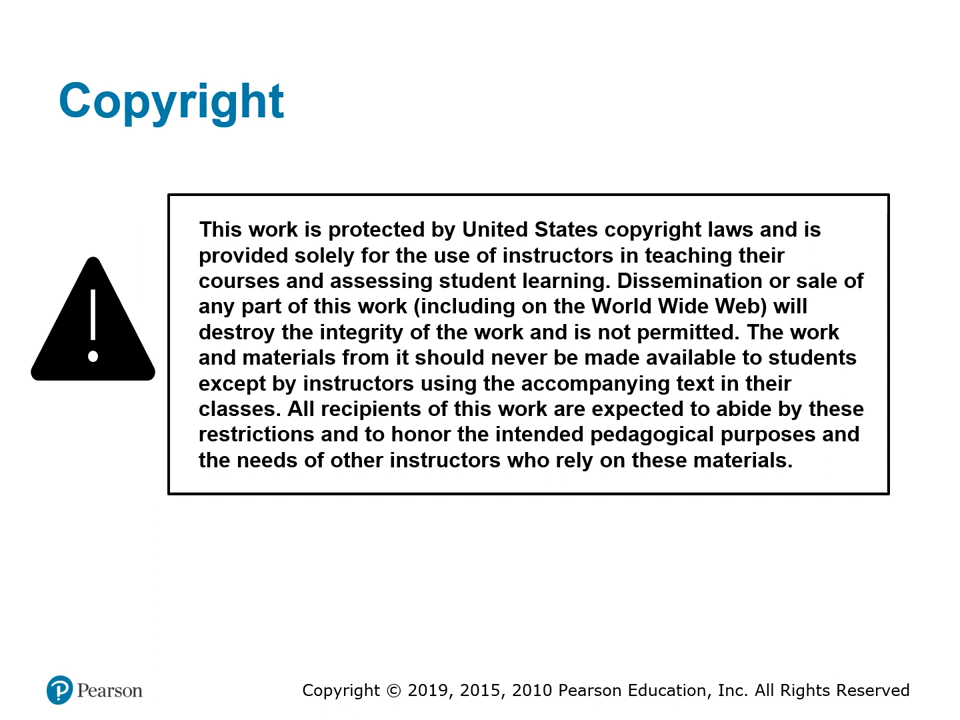 Copyright
This work is protected by United States copyright laws and is
provided solely for the use of instructors in teaching their
courses and assessing student learning. Dissemination or sale of
any part of this work (including on the World Wide Web) will
destroy the integrity of the work and is not permitted. The work
and materials from it should never be made available to students
except by instructors using the accompanying text in their
classes. All recipients of this work are expected to abide by these
restrictions and to honor the intended pedagogical purposes and
the needs of other instructors who rely on these materials.
Pearson
Copyright © 2019, 2015, 2010 Pearson Education, Inc. All Rights Reserved